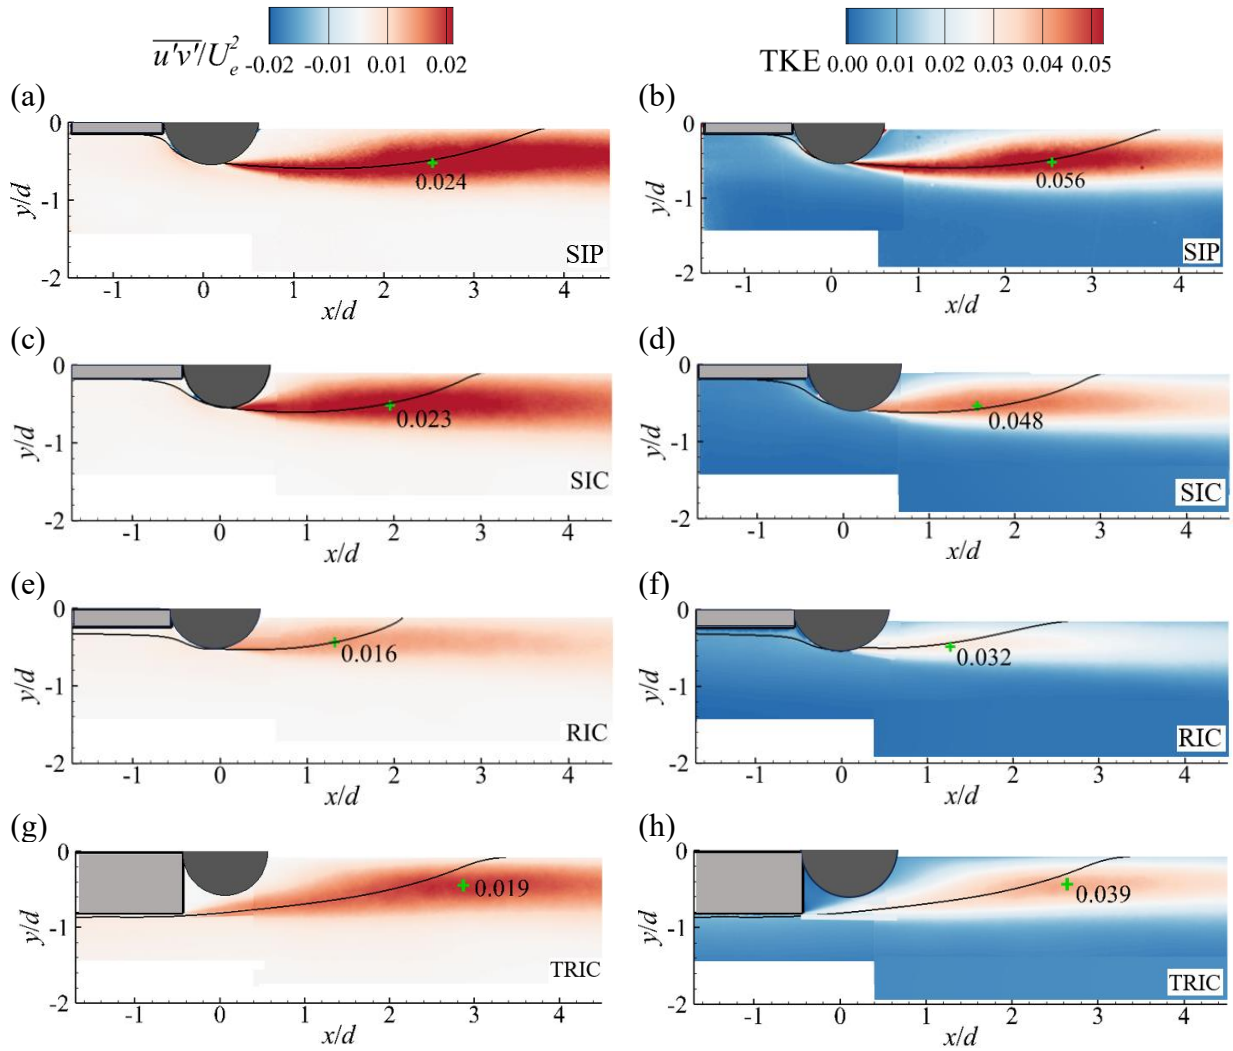 u′v′/U_e^2 -0.02 -0.01 0.01 0.02
TKE 0.00 0.01 0.02 0.03 0.04 0.05
(a)
0
-1
-2
y/d
0.024
SIP
-1 0 1 2 3 4
x/d
(b)
0
-1
-2
y/d
0.056
SIP
-1 0 1 2 3 4
x/d
(c)
0
-1
-2
y/d
0.023
SIC
-1 0 1 2 3 4
x/d
(d)
0
-1
-2
y/d
0.048
SIC
-1 0 1 2 3 4
x/d
(e)
0
-1
-2
y/d
0.016
RIC
-1 0 1 2 3 4
x/d
(f)
0
-1
-2
y/d
0.032
RIC
-1 0 1 2 3 4
x/d
(g)
0
-1
-2
y/d
0.019
TRIC
-1 0 1 2 3 4
x/d
(h)
0
-1
-2
y/d
0.039
TRIC
-1 0 1 2 3 4
x/d